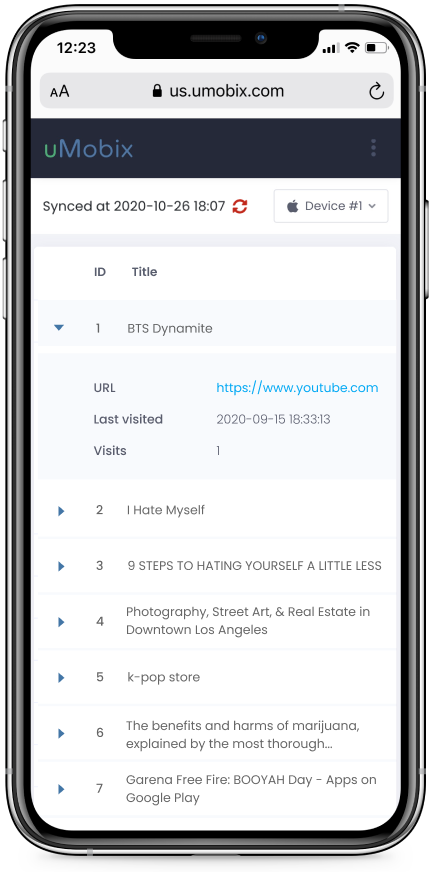 12:23
AA
us.umobix.com
uMobix
Synced at 2020-10-26 18:07
Device #1
ID Title
1 BTS Dynamite
URL https://www.youtube.com
Last visited 2020-09-15 18:33:13
Visits 1
2 I Hate Myself
3 9 STEPS TO HATING YOURSELF A LITTLE LESS
4 Photography, Street Art, & Real Estate in
Downtown Los Angeles
5 k-pop store
6 The benefits and harms of marijuana,
explained by the most thorough...
7 Garena Free Fire: BOOYAH Day - Apps on
Google Play